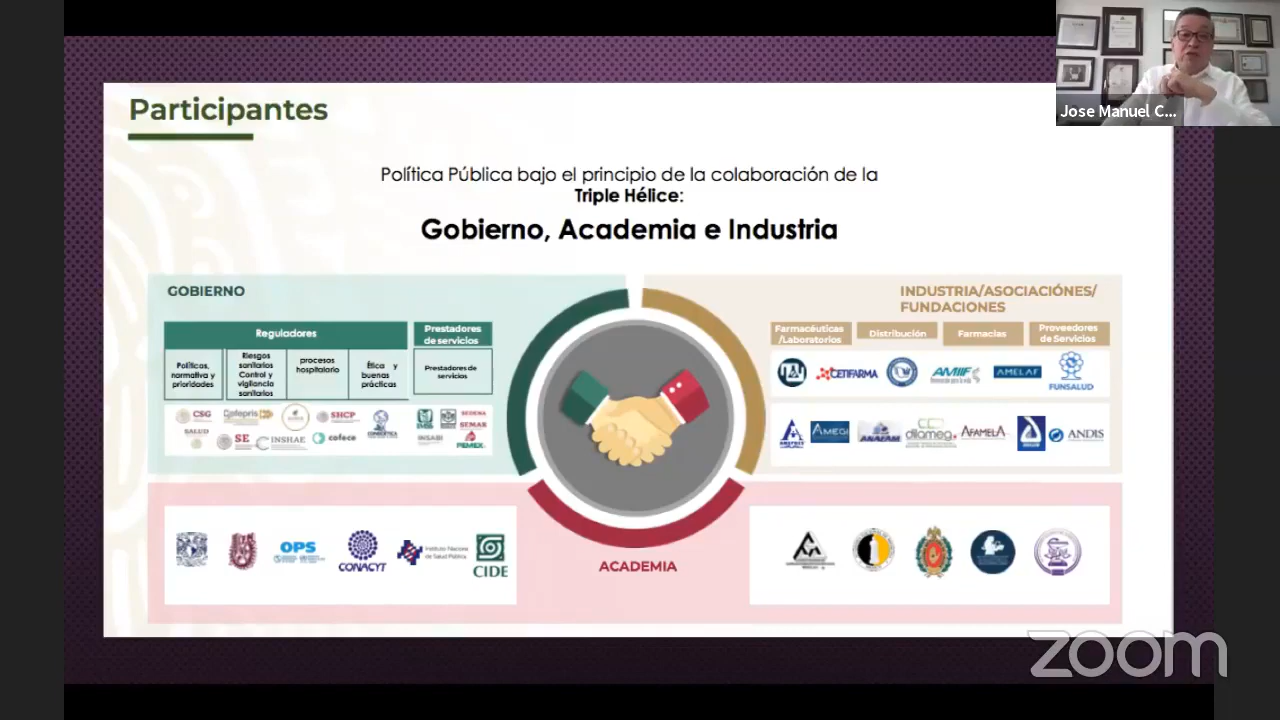 Jose Manuel C...
Participantes
Política Pública bajo el principio de la colaboración de la
Triple Hélice:
Gobierno, Academia e Industria
GOBIERNO
Reguladores
Prestadores
de servicios
Políticas,
normativa y
prioridades
Riesgos
sanitarios
Control y
vigilancia
sanitarios
procesos
hospitalario
Ética y
buenas
prácticas
Prestadores de
servicios
CSG
Cofepris
SHCP
SALUD
SE
CINSHAE
cofece
INSABI
SEDENA
SEMAR
PEMEX
INDUSTRIA/ASOCIACIÓNES/
FUNDACIONES
Farmacéuticas
/Laboratorios
Distribución
Farmacias
Proveedores
de Servicios
CETIFARMA
AMIIF
AMELAF
FUNSALUD
AMEGI
ANAFAM
dilameg
AFAMELA
ANDIS
OPS
CONACYT
Instituto Nacional
de Salud Pública
CIDE
ACADEMIA
zoom